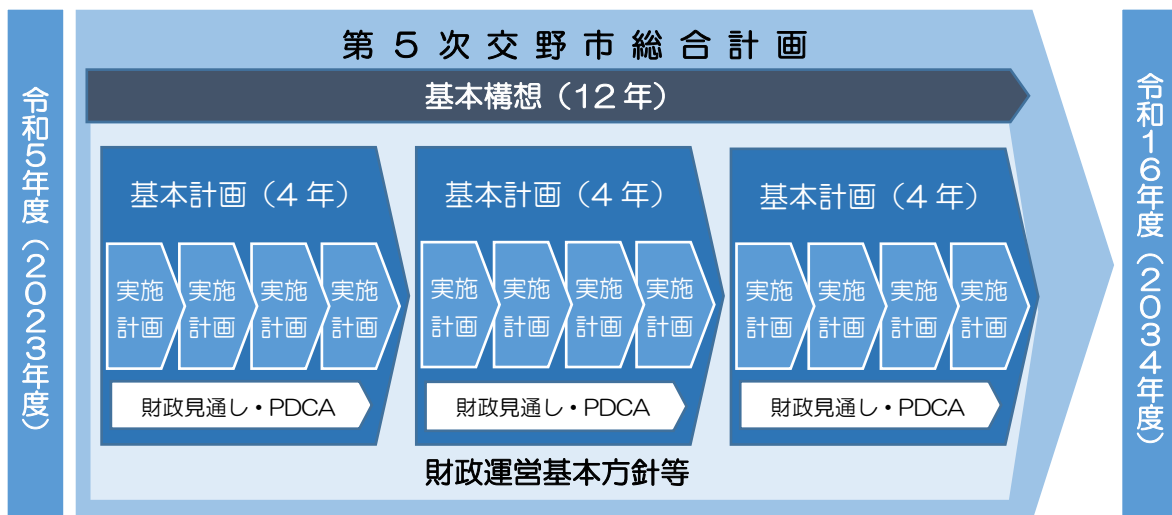 令和５年度（２０２３年度）
第５次交野市総合計画
基本構想（12年）
基本計画（4年）
実施
計画
実施
計画
実施
計画
実施
計画
財政見通し・PDCA
基本計画（4年）
実施
計画
実施
計画
実施
計画
実施
計画
財政見通し・PDCA
基本計画（4年）
実施
計画
実施
計画
実施
計画
実施
計画
財政見通し・PDCA
財政運営基本方針等
令和１６年度（２０３４年度）